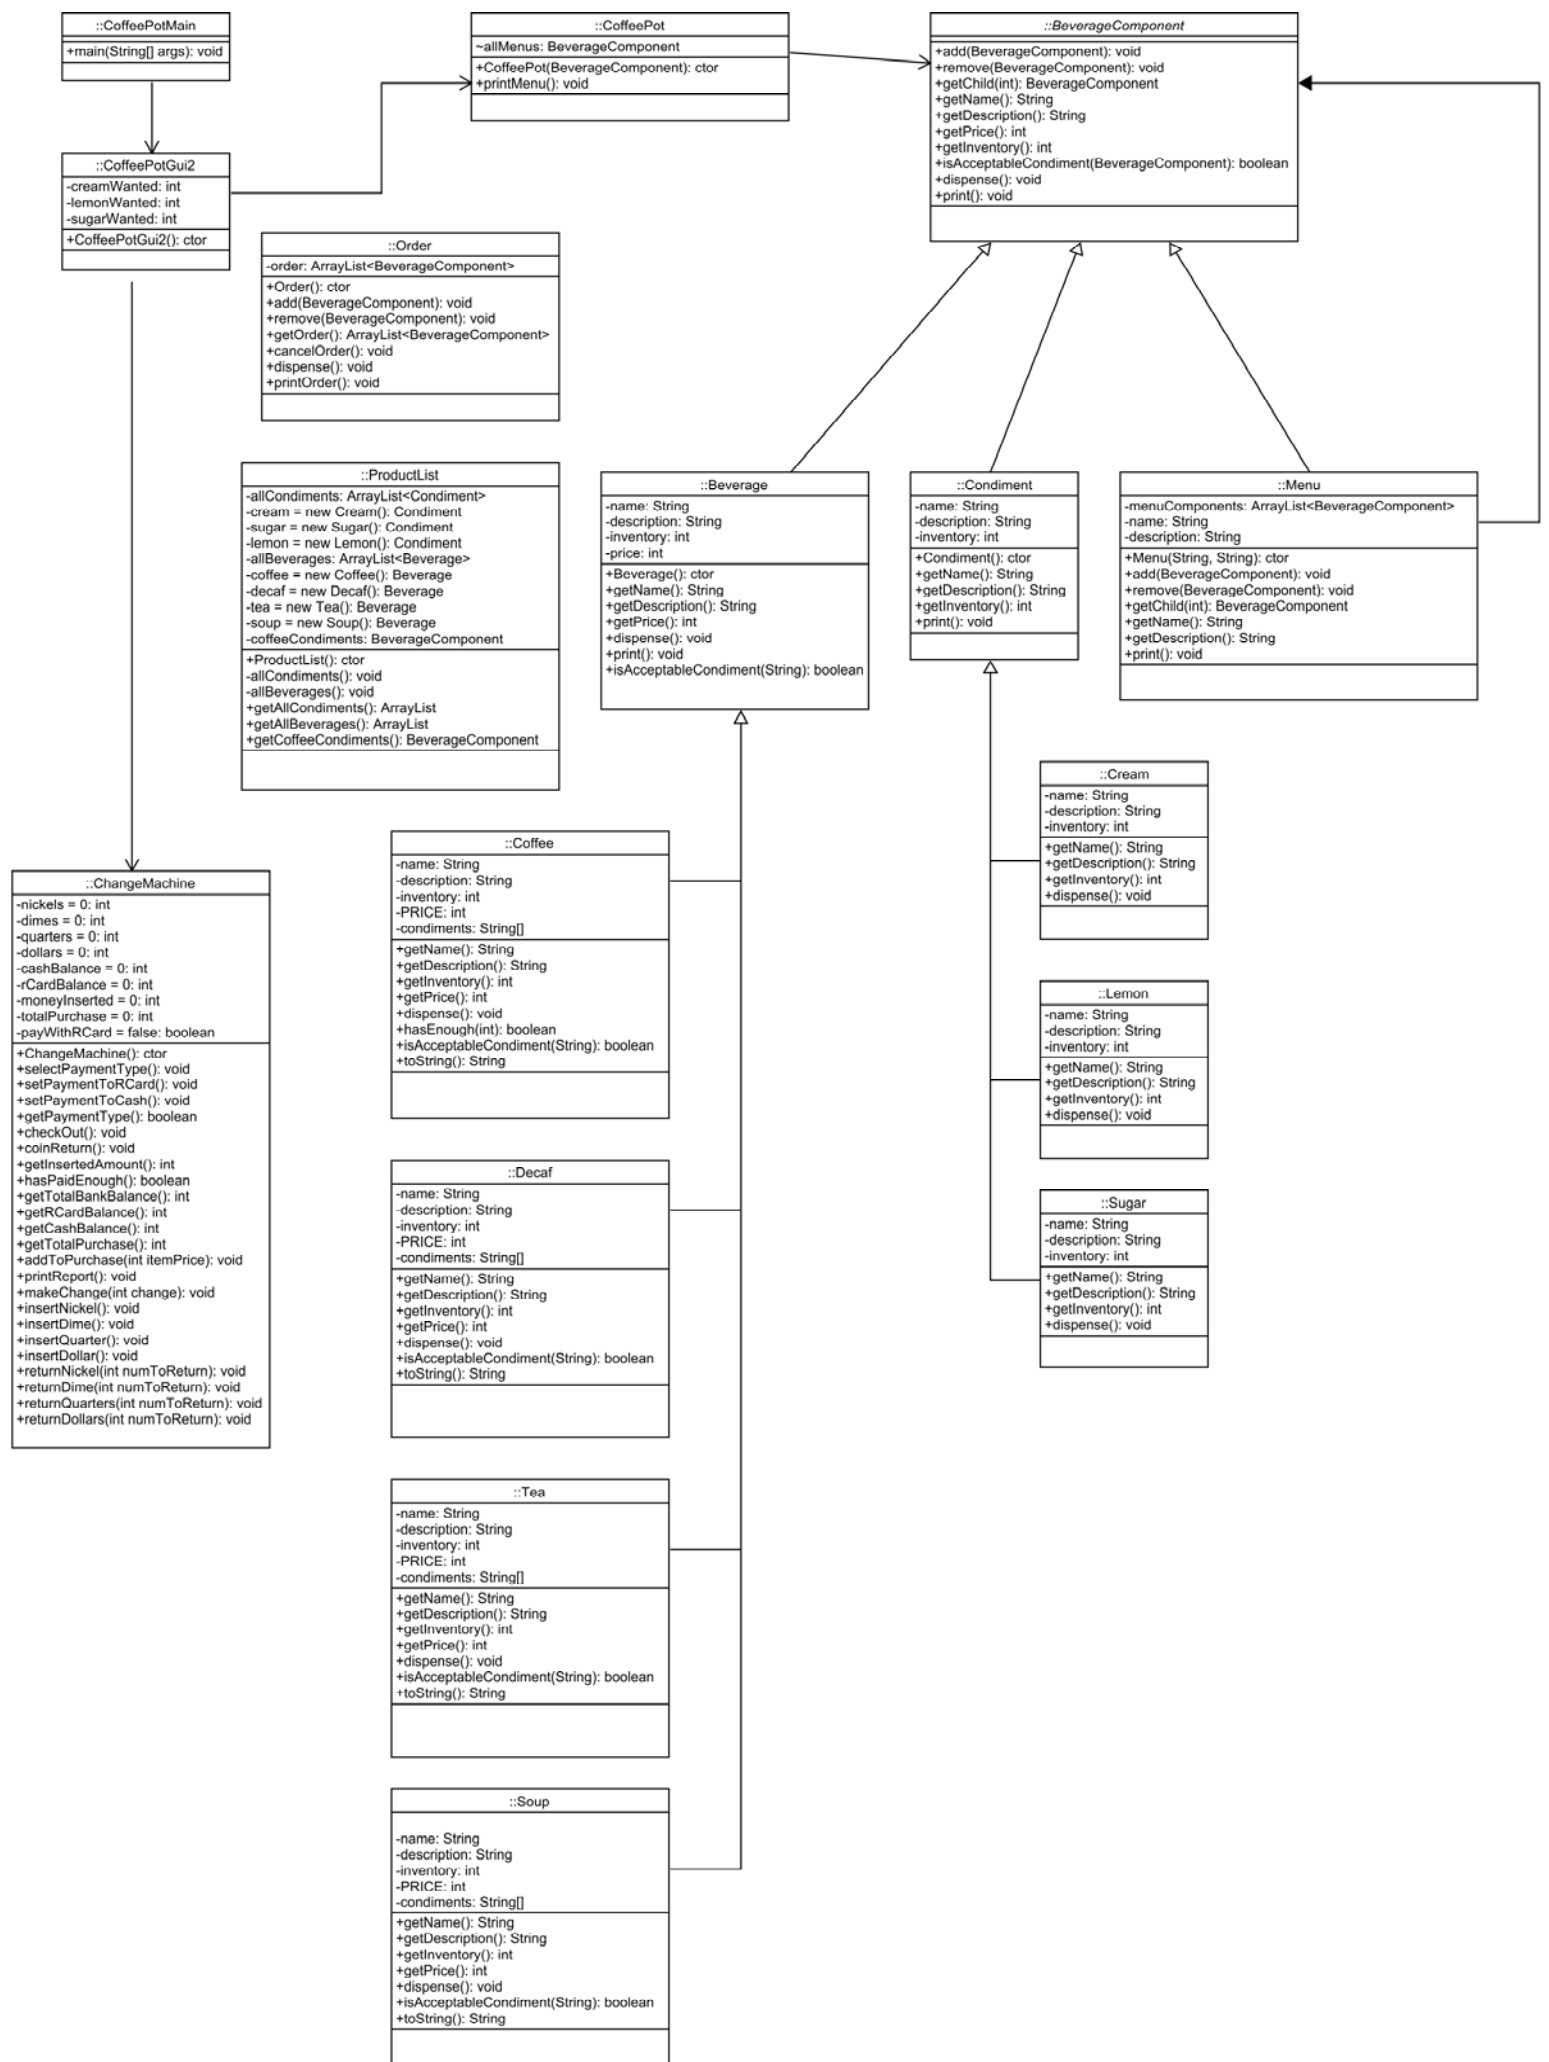 ::CoffeePotMain
+main(String[] args): void
::CoffeePot
~allMenus: BeverageComponent
+CoffeePot(BeverageComponent): ctor
+printMenu(): void
::BeverageComponent
+add(BeverageComponent): void
+remove(BeverageComponent): void
+getChild(int): BeverageComponent
+getName(): String
+getDescription(): String
+getPrice(): int
+getInventory(): int
+isAcceptableCondiment(BeverageComponent): boolean
+dispense(): void
+print(): void
::CoffeePotGui2
-creamWanted: int
-lemonWanted: int
-sugarWanted: int
+CoffeePotGui2(): ctor
::Order
-order: ArrayList<BeverageComponent>
+Order(): ctor
+add(BeverageComponent): void
+remove(BeverageComponent): void
+getOrder(): ArrayList<BeverageComponent>
+cancelOrder(): void
+dispense(): void
+printOrder(): void
::ProductList
-allCondiments: ArrayList<Condiment>
-cream = new Cream(): Condiment
-sugar = new Sugar(): Condiment
-lemon = new Lemon(): Condiment
-allBeverages: ArrayList<Beverage>
-coffee = new Coffee(): Beverage
-decaf = new Decaf(): Beverage
-tea = new Tea(): Beverage
-soup = new Soup(): Beverage
-coffeeCondiments: BeverageComponent
+ProductList(): ctor
-allCondiments(): void
-allBeverages(): void
+getAllCondiments(): ArrayList
+getAllBeverages(): ArrayList
+getCoffeeCondiments(): BeverageComponent
::Beverage
-name: String
-description: String
-inventory: int
-price: int
+Beverage(): ctor
+getName(): String
+getDescription(): String
+getPrice(): int
+dispense(): void
+print(): void
+isAcceptableCondiment(String): boolean
::Condiment
-name: String
-description: String
-inventory: int
+Condiment(): ctor
+getName(): String
+getDescription(): String
+getInventory(): int
+print(): void
::Menu
-menuComponents: ArrayList<BeverageComponent>
-name: String
-description: String
+Menu(String, String): ctor
+add(BeverageComponent): void
+remove(BeverageComponent): void
+getChild(int): BeverageComponent
+getName(): String
+getDescription(): String
+print(): void
::Cream
-name: String
-description: String
-inventory: int
+getName(): String
+getDescription(): String
+getInventory(): int
+dispense(): void
::Coffee
-name: String
-description: String
-inventory: int
-PRICE: int
-condiments: String[]
+getName(): String
+getDescription(): String
+getInventory(): int
+getPrice(): int
+dispense(): void
+hasEnough(int): boolean
+isAcceptableCondiment(String): boolean
+toString(): String
::ChangeMachine
-nickels = 0: int
-dimes = 0: int
-quarters = 0: int
-dollars = 0: int
-cashBalance = 0: int
-rCardBalance = 0: int
-moneyInserted = 0: int
-totalPurchase = 0: int
-payWithRCard = false: boolean
+ChangeMachine(): ctor
+selectPaymentType(): void
+setPaymentToRCard(): void
+setPaymentToCash(): void
+getPaymentType(): boolean
+checkOut(): void
+coinReturn(): void
+getInsertedAmount(): int
+hasPaidEnough(): boolean
+getTotalBankBalance(): int
+getRCardBalance(): int
+getCashBalance(): int
+getTotalPurchase(): int
+addToPurchase(int itemPrice): void
+printReport(): void
+makeChange(int change): void
+insertNickel(): void
+insertDime(): void
+insertQuarter(): void
+insertDollar(): void
+returnNickel(int numToReturn): void
+returnDime(int numToReturn): void
+returnQuarters(int numToReturn): void
+returnDollars(int numToReturn): void
::Lemon
-name: String
-description: String
-inventory: int
+getName(): String
+getDescription(): String
+getInventory(): int
+dispense(): void
::Decaf
-name: String
-description: String
-inventory: int
-PRICE: int
-condiments: String[]
+getName(): String
+getDescription(): String
+getInventory(): int
+getPrice(): int
+dispense(): void
+isAcceptableCondiment(String): boolean
+toString(): String
::Sugar
-name: String
-description: String
-inventory: int
+getName(): String
+getDescription(): String
+getInventory(): int
+dispense(): void
::Tea
-name: String
-description: String
-inventory: int
-PRICE: int
-condiments: String[]
+getName(): String
+getDescription(): String
+getInventory(): int
+getPrice(): int
+dispense(): void
+isAcceptableCondiment(String): boolean
+toString(): String
::Soup
-name: String
-description: String
-inventory: int
-PRICE: int
-condiments: String[]
+getName(): String
+getDescription(): String
+getInventory(): int
+getPrice(): int
+dispense(): void
+isAcceptableCondiment(String): boolean
+toString(): String